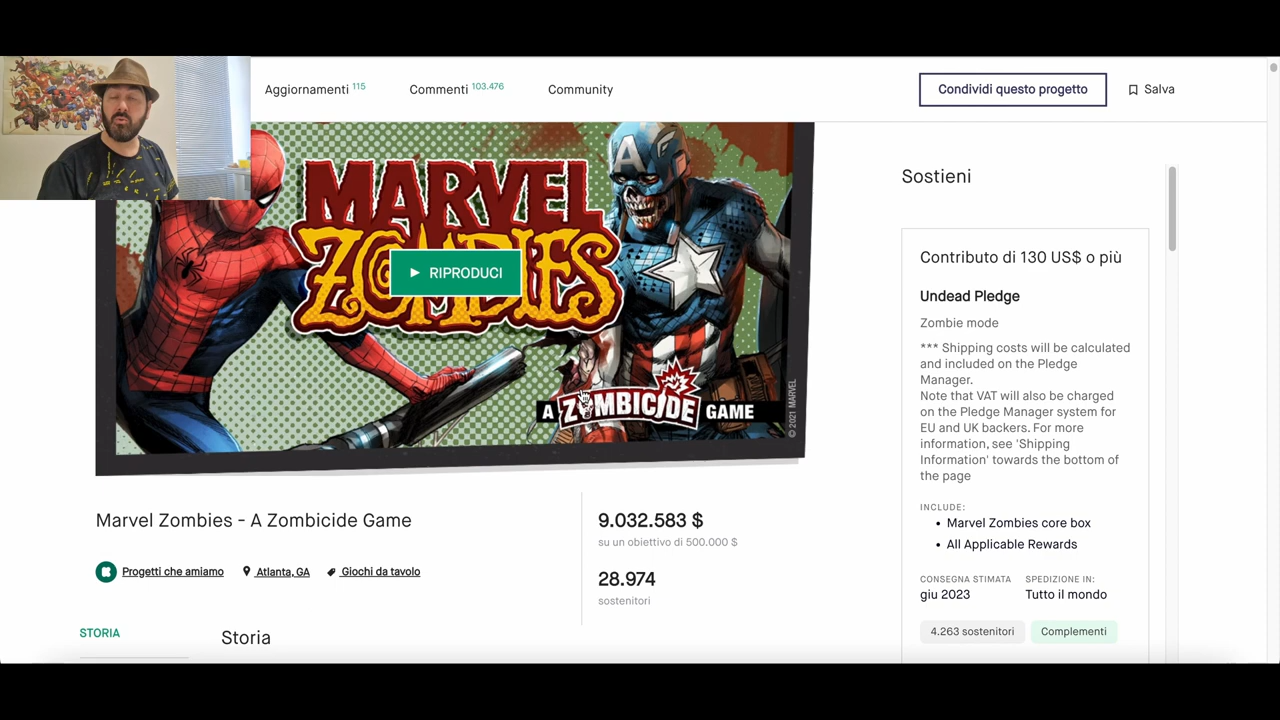 Aggiornamenti 115
Commenti 103.476
Community
Condividi questo progetto
Salva
MARVEL
ZOMBIES
RIPRODUCI
A ZOMBICIDE GAME
© 2021 MARVEL
Marvel Zombies - A Zombicide Game
Progetti che amiamo
Atlanta, GA
Giochi da tavolo
9.032.583 $
su un obiettivo di 500.000 $
28.974
sostenitori
STORIA
Storia
Sostieni
Contributo di 130 US$ o più
Undead Pledge
Zombie mode
*** Shipping costs will be calculated
and included on the Pledge
Manager.
Note that VAT will also be charged
on the Pledge Manager system for
EU and UK backers. For more
information, see 'Shipping
Information' towards the bottom of
the page
INCLUDE:
• Marvel Zombies core box
• All Applicable Rewards
CONSEGNA STIMATA
giu 2023
SPEDIZIONE IN:
Tutto il mondo
4.263 sostenitori
Complementi